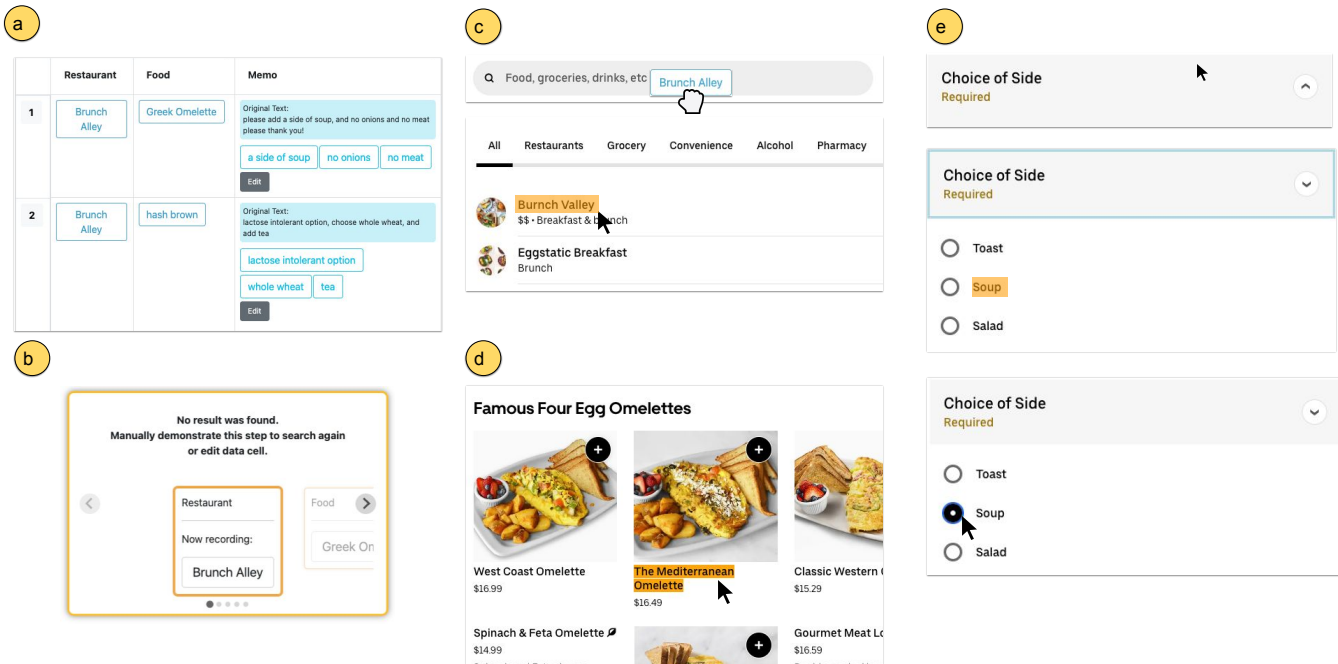 a
Restaurant Food Memo
1 Brunch Alley Greek Omelette
Original Text:
please add a side of soup, and no onions and no meat
please thank you!
a side of soup no onions no meat
Edit
2 Brunch Alley hash brown
Original Text:
lactose intolerant option, choose whole wheat, and
add tea
lactose intolerant option
whole wheat tea
Edit
b
No result was found.
Manually demonstrate this step to search again
or edit data cell.
Restaurant
Now recording:
Brunch Alley
Food
Greek On
c
Food, groceries, drinks, etc Brunch Alley
All Restaurants Grocery Convenience Alcohol Pharmacy
Burnch Valley
$$ • Breakfast & brunch
Eggstatic Breakfast
Brunch
d
Famous Four Egg Omelettes
West Coast Omelette
$16.99
The Mediterranean
Omelette
$16.49
Classic Western
$15.29
Spinach & Feta Omelette
$14.99
Gourmet Meat Lo
$16.59
e
Choice of Side
Required
Choice of Side
Required
Toast
Soup
Salad
Choice of Side
Required
Toast
Soup
Salad